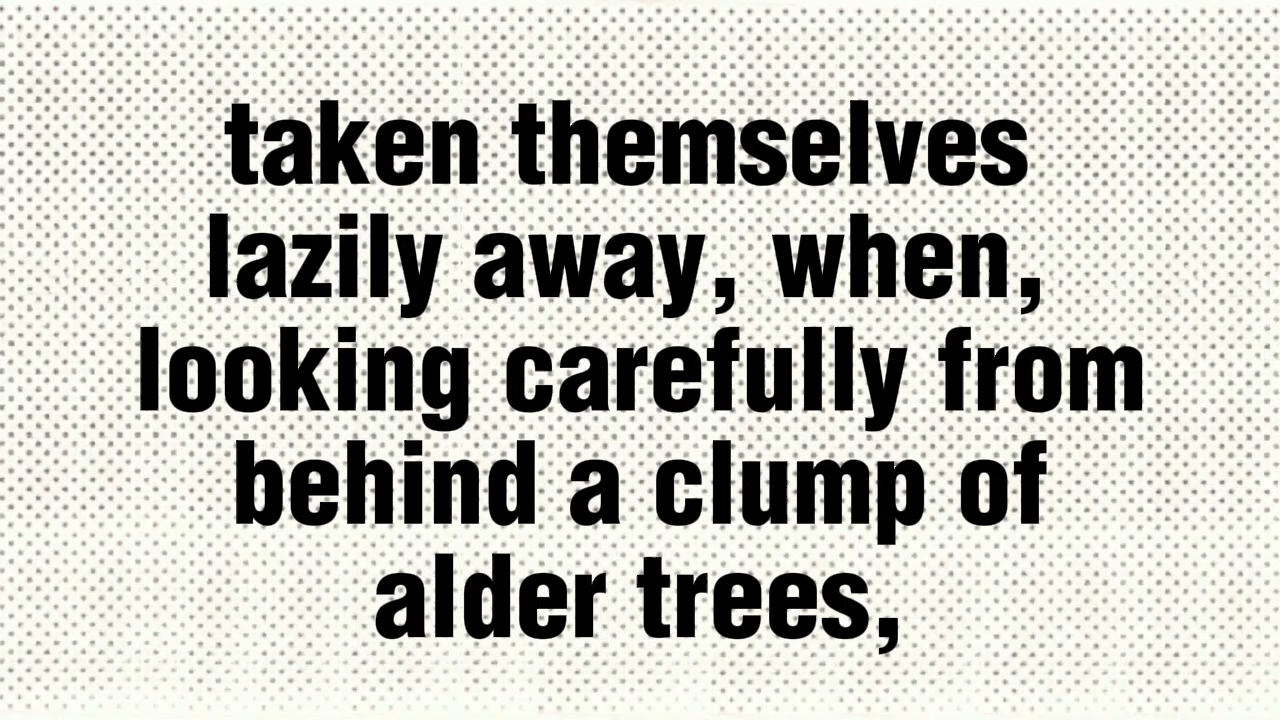 taken themselves
lazily away, when,
looking carefully from
behind a clump of
alder trees,